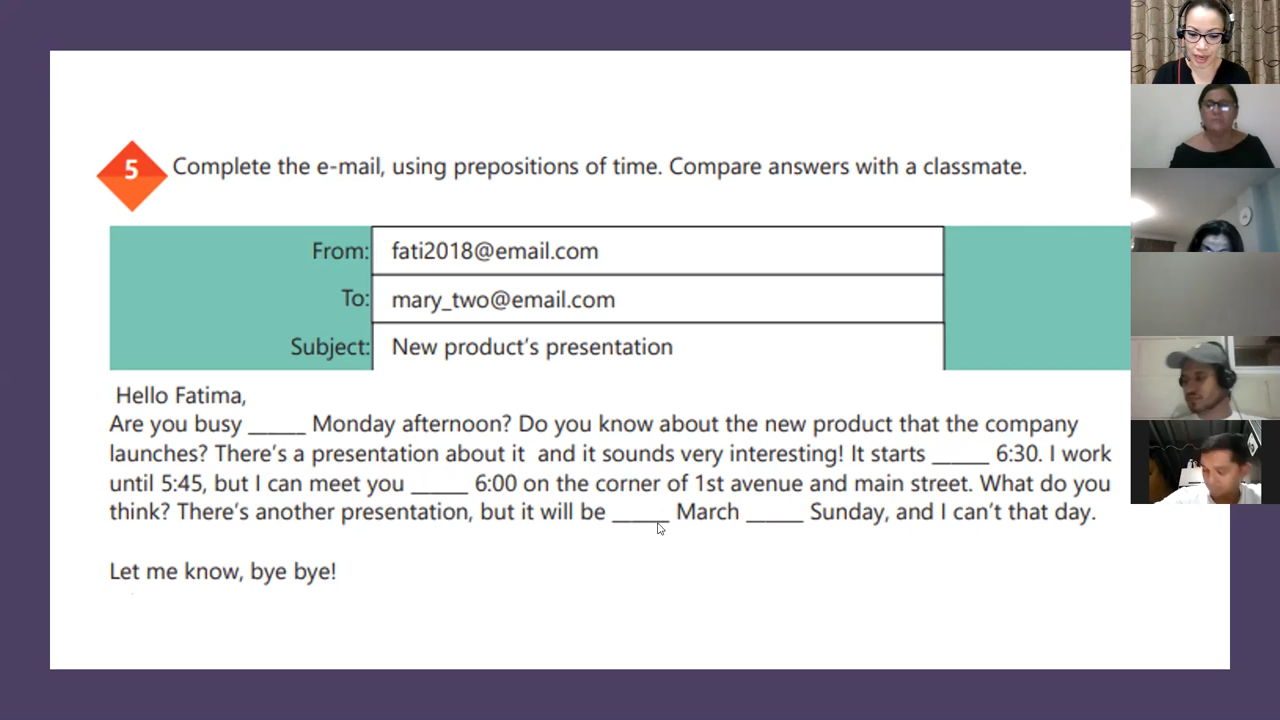 5
Complete the e-mail, using prepositions of time. Compare answers with a classmate.
From: fati2018@email.com
To: mary_two@email.com
Subject: New product's presentation
Hello Fatima,
Are you busy ______ Monday afternoon? Do you know about the new product that the company
launches? There's a presentation about it and it sounds very interesting! It starts ______ 6:30. I work
until 5:45, but I can meet you ______ 6:00 on the corner of 1st avenue and main street. What do you
think? There's another presentation, but it will be ______ March ______ Sunday, and I can't that day.
Let me know, bye bye!